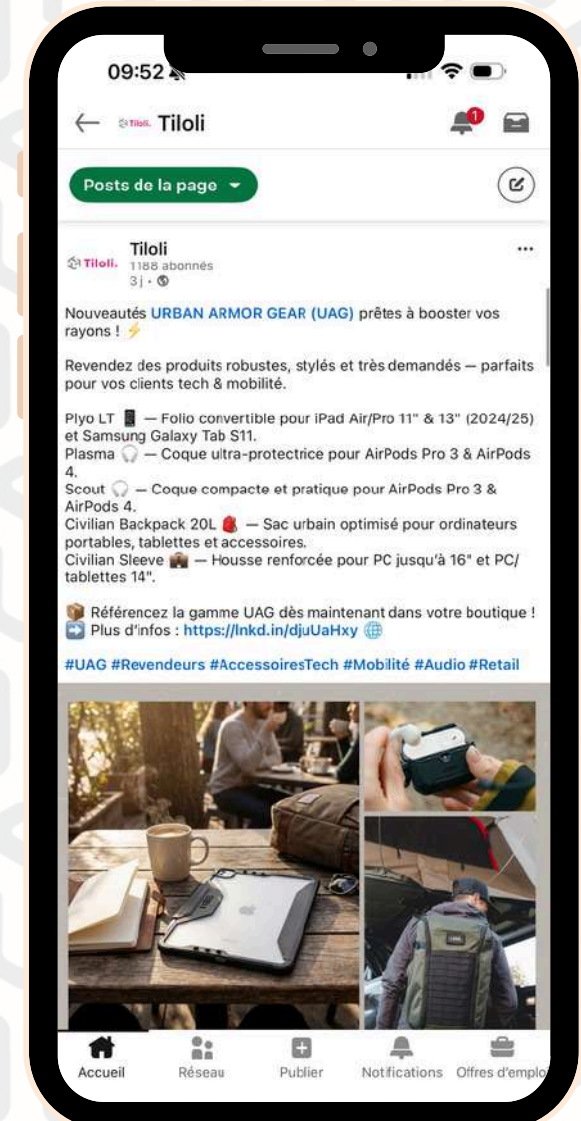 09:52
Tiloli. Tiloli
1
Posts de la page
Tiloli.
Tiloli
1188 abonnés
3 j •
Nouveautés URBAN ARMOR GEAR (UAG) prêtes à booster vos
rayons ! ⚡
Revendez des produits robustes, stylés et très demandés — parfaits
pour vos clients tech & mobilité.
Plyo LT 📱 — Folio convertible pour iPad Air/Pro 11" & 13" (2024/25)
et Samsung Galaxy Tab S11.
Plasma 🎧 — Coque ultra-protectrice pour AirPods Pro 3 & AirPods
4.
Scout 🎧 — Coque compacte et pratique pour AirPods Pro 3 &
AirPods 4.
Civilian Backpack 20L 🎒 — Sac urbain optimisé pour ordinateurs
portables, tablettes et accessoires.
Civilian Sleeve 💼 — Housse renforcée pour PC jusqu'à 16" et PC/
tablettes 14".
📦 Référencez la gamme UAG dès maintenant dans votre boutique !
➡️ Plus d'infos : https://lnkd.in/djuUaHxy 🌐
#UAG #Revendeurs #AccessoiresTech #Mobilité #Audio #Retail
Accueil
Réseau
Publier
Notifications
Offres d'emplo